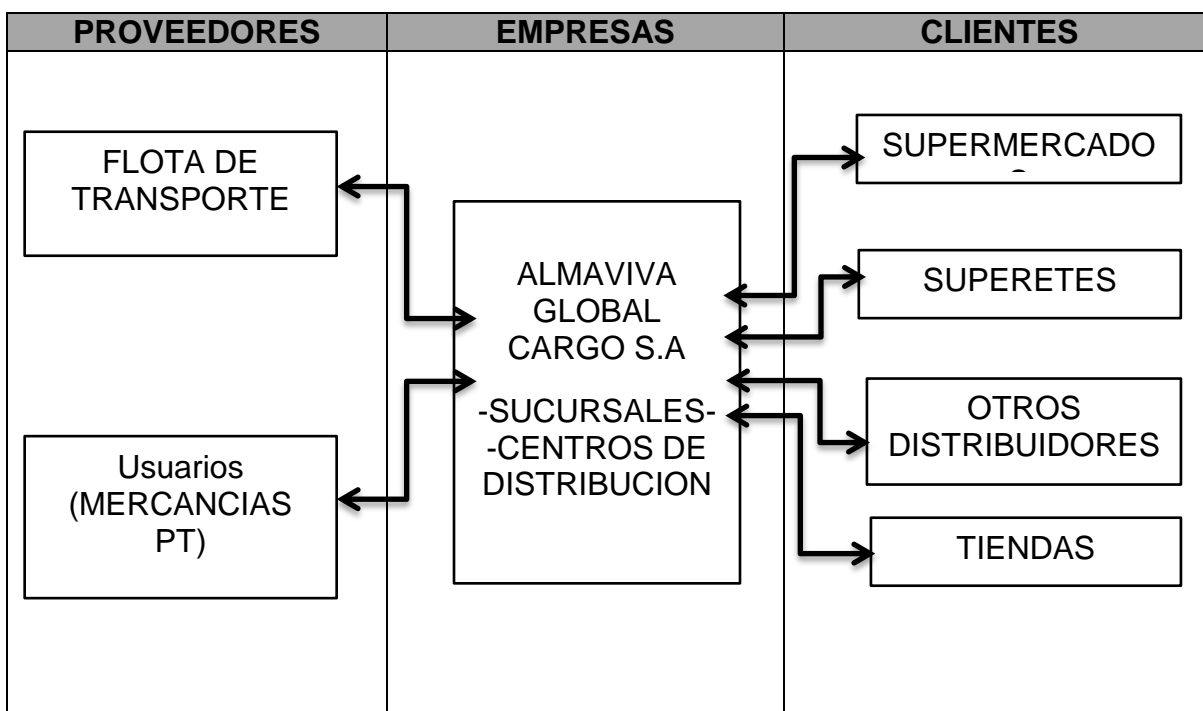 PROVEEDORES
EMPRESAS
CLIENTES
FLOTA DE
TRANSPORTE
Usuarios
(MERCANCIAS
PT)
ALMAVIVA
GLOBAL
CARGO S.A
-SUCURSALES-
-CENTROS DE
DISTRIBUCION
SUPERMERCADO
SUPERETES
OTROS
DISTRIBUIDORES
TIENDAS